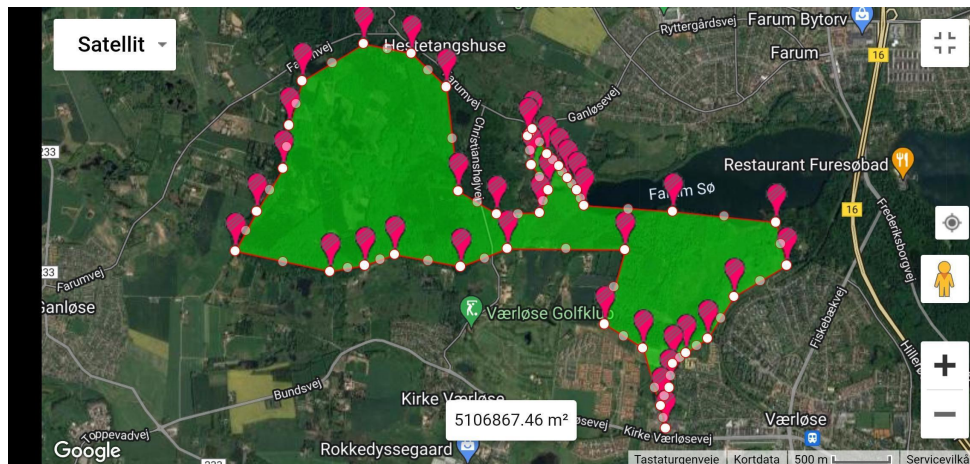 Satellit
Farumvej
Hestetangshuse
Farumvej
Christianshøjvej
Ganløsevej
Ryttergårdsvej
Farum Bytorv
Farum
16
Restaurant Furesøbad
Farum Sø
16
Frederiksborgvej
233
233
Farumvej
Ganløse
Værløse Golfklub
Fiskebækvej
Bundsvej
Kirke Værløse
5106867.46 m²
Kirke Værløsevej
Værløse
Toppevadvej
Google
Rokkedyssegaard
233
Tastaturgenveje
Kortdata
500 m
Servicevilkå